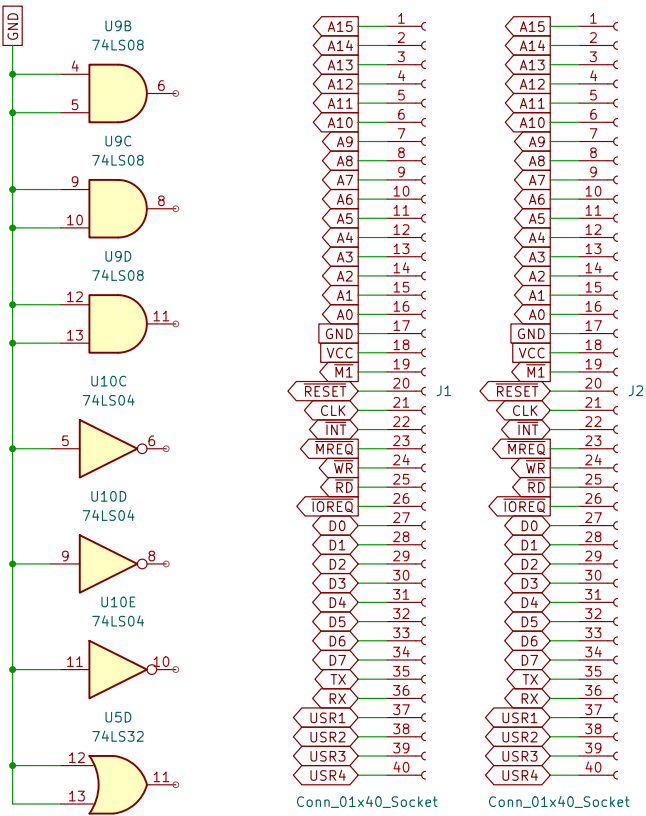 GND
U9B
74LS08
4
5
6
U9C
74LS08
9
10
8
U9D
74LS08
12
13
11
U10C
74LS04
5
6
U10D
74LS04
9
8
U10E
74LS04
11
10
U5D
74LS32
12
13
11
A15 1
A14 2
A13 3
A12 4
A11 5
A10 6
A9 7
A8 8
A7 9
A6 10
A5 11
A4 12
A3 13
A2 14
A1 15
A0 16
GND 17
VCC 18
M1 19
RESET 20
CLK 21
INT 22
MREQ 23
WR 24
RD 25
IOREQ 26
D0 27
D1 28
D2 29
D3 30
D4 31
D5 32
D6 33
D7 34
TX 35
RX 36
USR1 37
USR2 38
USR3 39
USR4 40
J1
Conn_01x40_Socket
A15 1
A14 2
A13 3
A12 4
A11 5
A10 6
A9 7
A8 8
A7 9
A6 10
A5 11
A4 12
A3 13
A2 14
A1 15
A0 16
GND 17
VCC 18
M1 19
RESET 20
CLK 21
INT 22
MREQ 23
WR 24
RD 25
IOREQ 26
D0 27
D1 28
D2 29
D3 30
D4 31
D5 32
D6 33
D7 34
TX 35
RX 36
USR1 37
USR2 38
USR3 39
USR4 40
J2
Conn_01x40_Socket